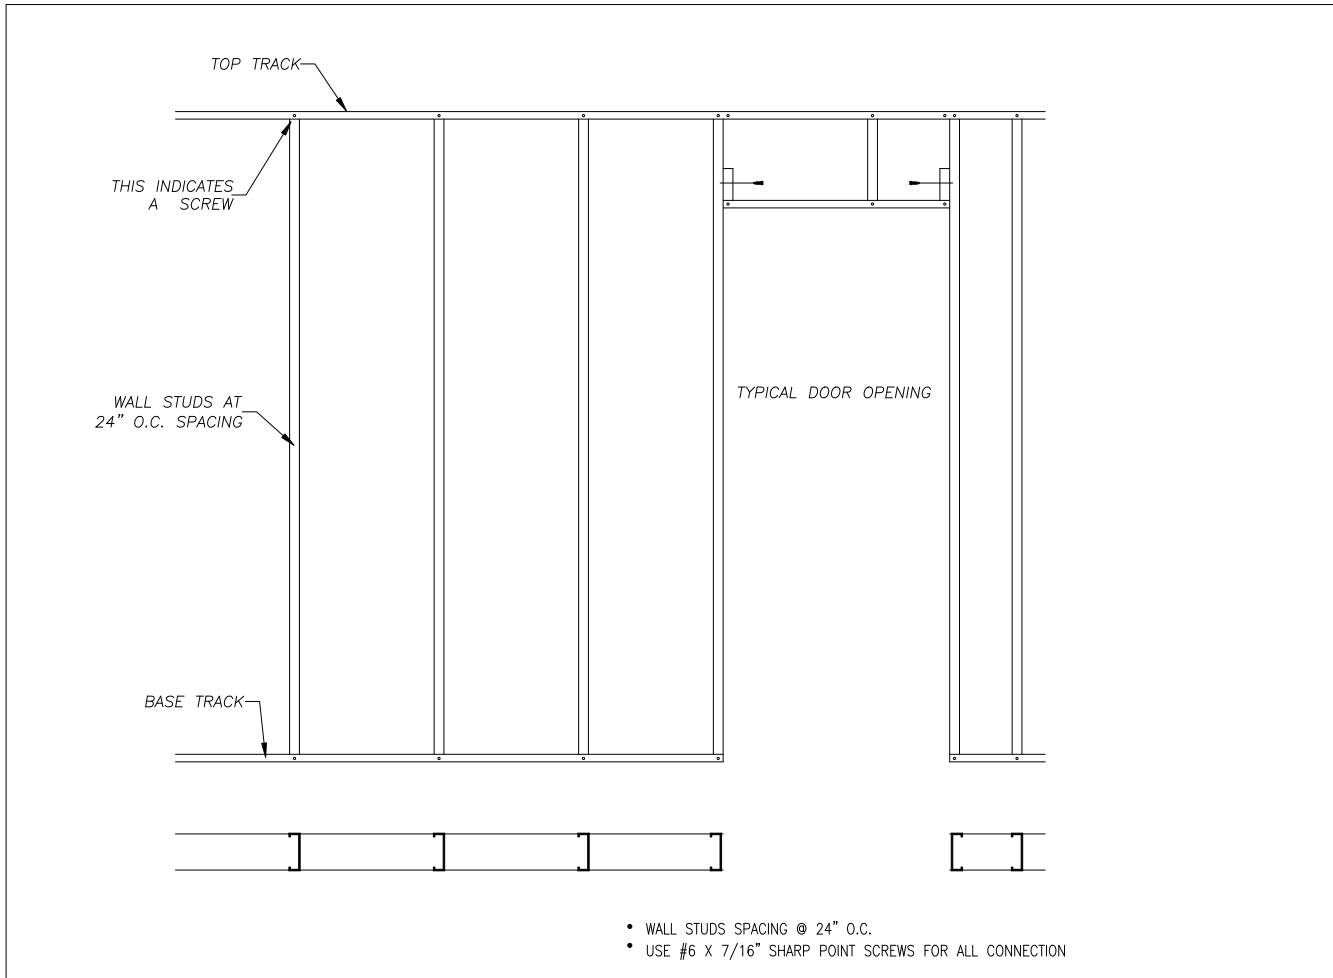 TOP TRACK
THIS INDICATES
A SCREW
WALL STUDS AT
24" O.C. SPACING
TYPICAL DOOR OPENING
BASE TRACK
• WALL STUDS SPACING @ 24" O.C.
• USE #6 X 7/16" SHARP POINT SCREWS FOR ALL CONNECTION